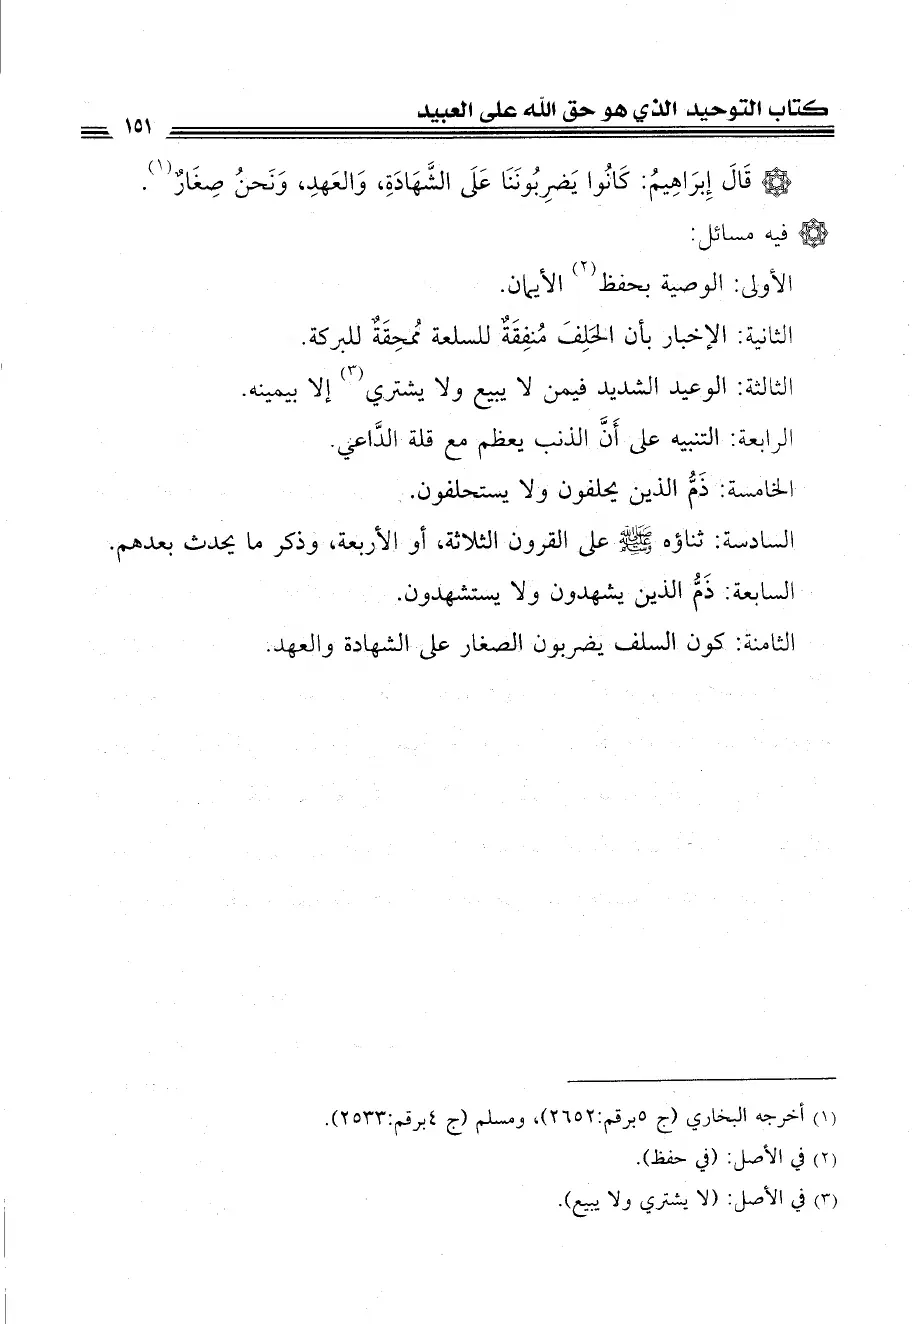 كتاب التوحيد الذي هو حق الله على العبيد
١٥١
قَالَ إِبرَاهِيمُ: كَانُوا يَضرِبُونَنَا عَلَى الشَّهَادَةِ، وَالعَهدِ، وَنَحنُ صِغَارٌ(١).
فيه مسائل:
الأولى: الوصية بحفظ(٢) الأيمان.
الثانية: الإخبار بأن الحَلِفَ مُنفِقَةٌ للسلعة مُمحِقَةٌ للبركة.
الثالثة: الوعيد الشديد فيمن لا يبيع ولا يشتري(٣) إلا بيمينه.
الرابعة: التنبيه على أَنَّ الذنب يعظم مع قلة الدَّاعي.
الخامسة: ذَمُّ الذين يحلفون ولا يستحلفون.
السادسة: ثناؤه ﷺ على القرون الثلاثة، أو الأربعة، وذكر ما يحدث بعدهم.
السابعة: ذَمُّ الذين يشهدون ولا يستشهدون.
الثامنة: كون السلف يضربون الصغار على الشهادة والعهد.
(١) أخرجه البخاري (ج ٥برقم:٢٦٥٢)، ومسلم (ج ٤برقم:٢٥٣٣).
(٢) في الأصل: (في حفظ).
(٣) في الأصل: (لا يشتري ولا يبيع).